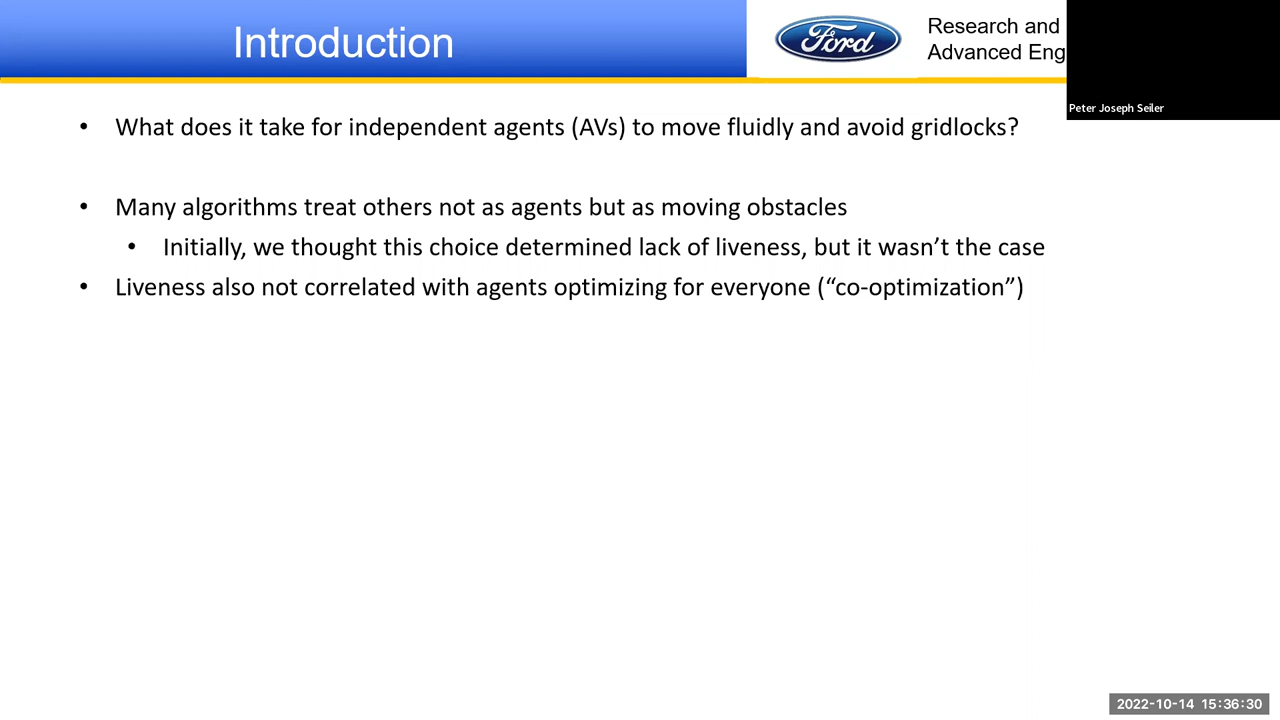 Introduction
Ford
Research and
Advanced Eng
Peter Joseph Seiler
• What does it take for independent agents (AVs) to move fluidly and avoid gridlocks?
• Many algorithms treat others not as agents but as moving obstacles
• Initially, we thought this choice determined lack of liveness, but it wasn’t the case
• Liveness also not correlated with agents optimizing for everyone (“co-optimization”)
2022-10-14 15:36:30